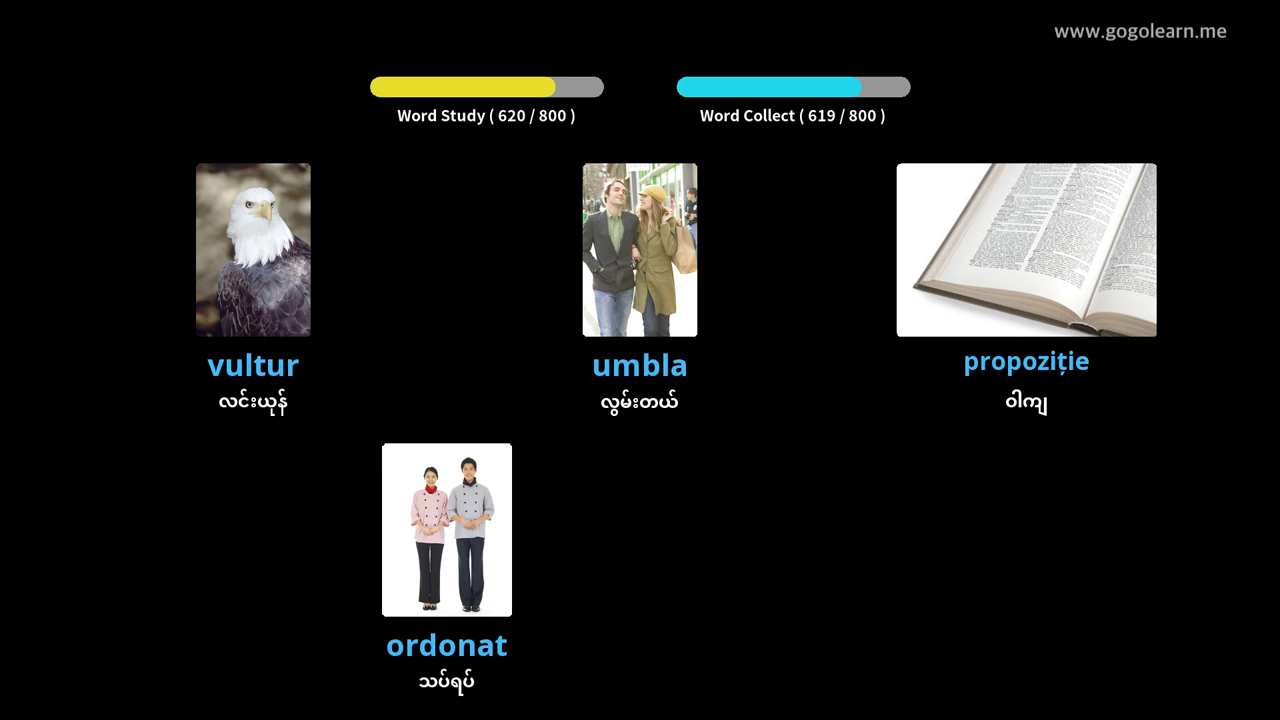 www.gogolearn.me
Word Study ( 620 / 800 )
Word Collect ( 619 / 800 )
vultur
လင်းယုန်
umbla
လွမ်းတယ်
propoziție
ဝါကျ
ordonat
သပ်ရပ်